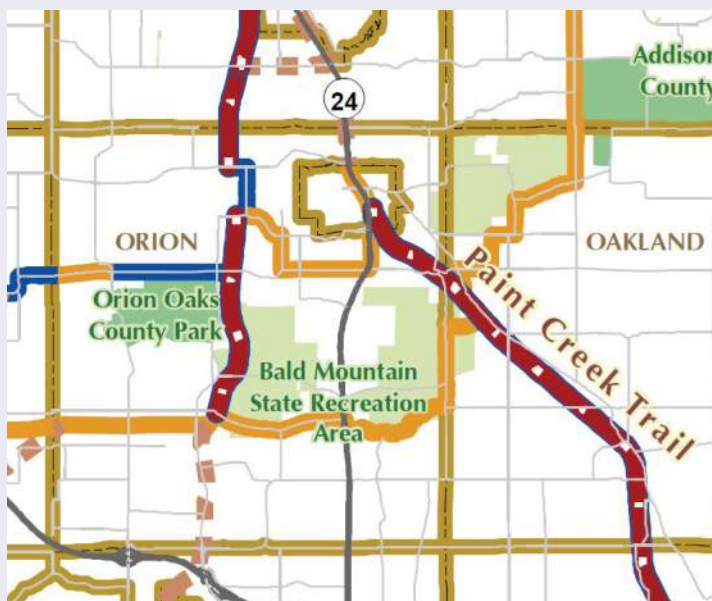 Addison
County
24
ORION
OAKLAND
Orion Oaks
County Park
Paint Creek Trail
Bald Mountain
State Recreation
Area